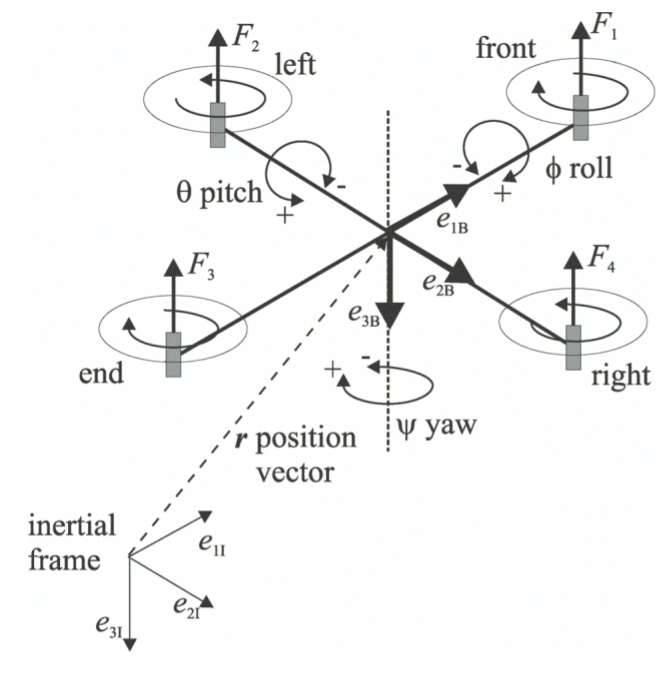 F₂
left
front
F₁
θ pitch
-
+
-
+
ϕ roll
e₁B
e₂B
F₃
F₄
e₃B
end
+
-
right
ψ yaw
r position
vector
inertial
frame
e₁I
e₂I
e₃I